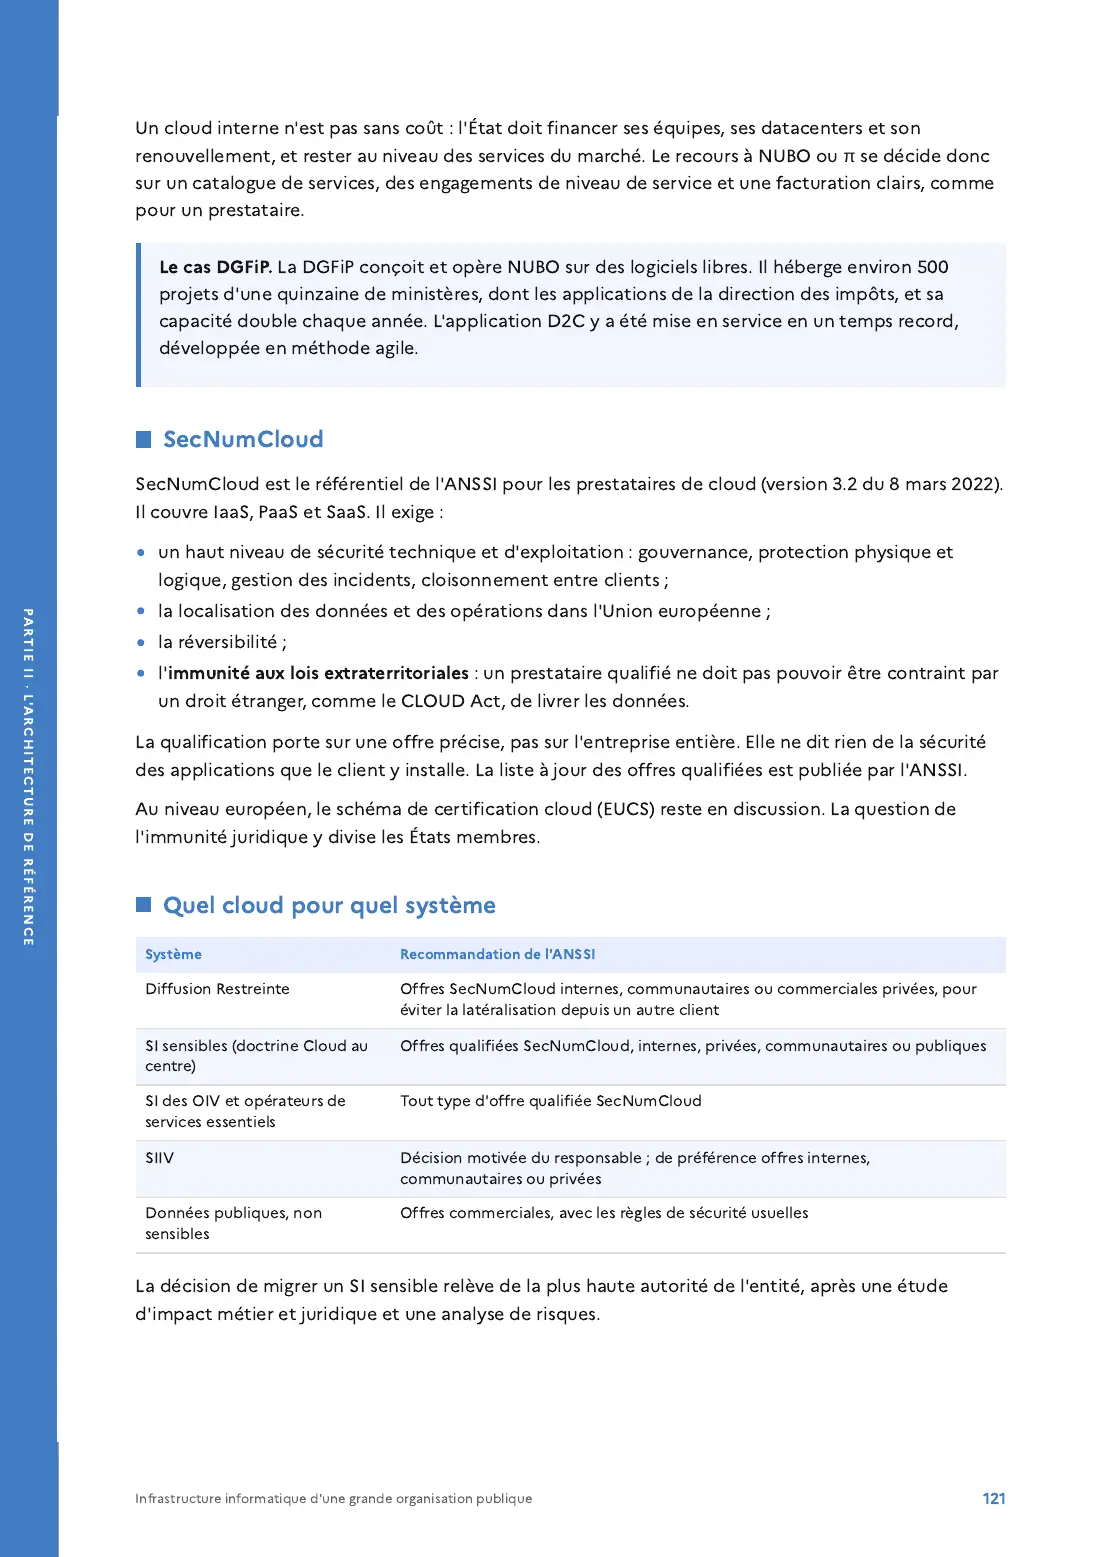 Un cloud interne n'est pas sans coût : l'État doit financer ses équipes, ses datacenters et son
renouvellement, et rester au niveau des services du marché. Le recours à NUBO ou π se décide donc
sur un catalogue de services, des engagements de niveau de service et une facturation clairs, comme
pour un prestataire.
Le cas DGFiP. La DGFiP conçoit et opère NUBO sur des logiciels libres. Il héberge environ 500
projets d'une quinzaine de ministères, dont les applications de la direction des impôts, et sa
capacité double chaque année. L'application D2C y a été mise en service en un temps record,
développée en méthode agile.
SecNumCloud
SecNumCloud est le référentiel de l'ANSSI pour les prestataires de cloud (version 3.2 du 8 mars 2022).
Il couvre IaaS, PaaS et SaaS. Il exige :
• un haut niveau de sécurité technique et d'exploitation : gouvernance, protection physique et
logique, gestion des incidents, cloisonnement entre clients ;
• la localisation des données et des opérations dans l'Union européenne ;
• la réversibilité ;
• l'immunité aux lois extraterritoriales : un prestataire qualifié ne doit pas pouvoir être contraint par
un droit étranger, comme le CLOUD Act, de livrer les données.
La qualification porte sur une offre précise, pas sur l'entreprise entière. Elle ne dit rien de la sécurité
des applications que le client y installe. La liste à jour des offres qualifiées est publiée par l'ANSSI.
Au niveau européen, le schéma de certification cloud (EUCS) reste en discussion. La question de
l'immunité juridique y divise les États membres.
Quel cloud pour quel système
Système Recommandation de l'ANSSI
Diffusion Restreinte Offres SecNumCloud internes, communautaires ou commerciales privées, pour
éviter la latéralisation depuis un autre client
SI sensibles (doctrine Cloud au Offres qualifiées SecNumCloud, internes, privées, communautaires ou publiques
centre)
SI des OIV et opérateurs de Tout type d'offre qualifiée SecNumCloud
services essentiels
SIIV Décision motivée du responsable ; de préférence offres internes,
communautaires ou privées
Données publiques, non Offres commerciales, avec les règles de sécurité usuelles
sensibles
La décision de migrer un SI sensible relève de la plus haute autorité de l'entité, après une étude
d'impact métier et juridique et une analyse de risques.
PARTIE II · L'ARCHITECTURE DE RÉFÉRENCE
Infrastructure informatique d'une grande organisation publique 121